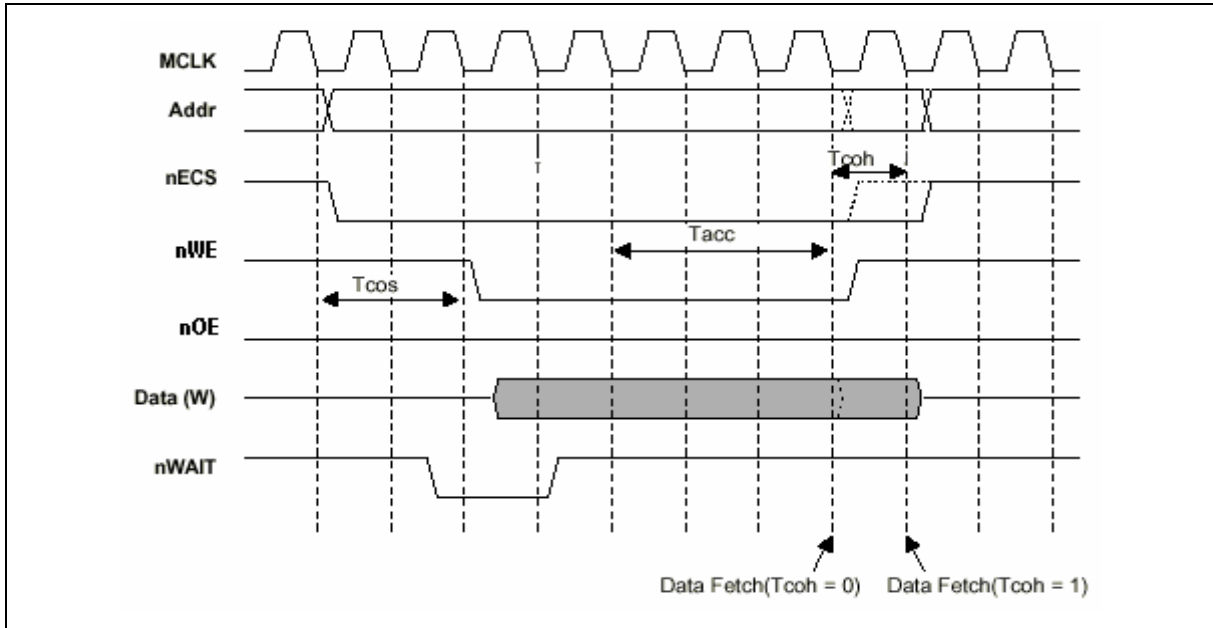 MCLK
Addr
Tcoh
nECS
Tacc
nWE
Tcos
nOE
Data (W)
nWAIT
Data Fetch(Tcoh = 0) Data Fetch(Tcoh = 1)